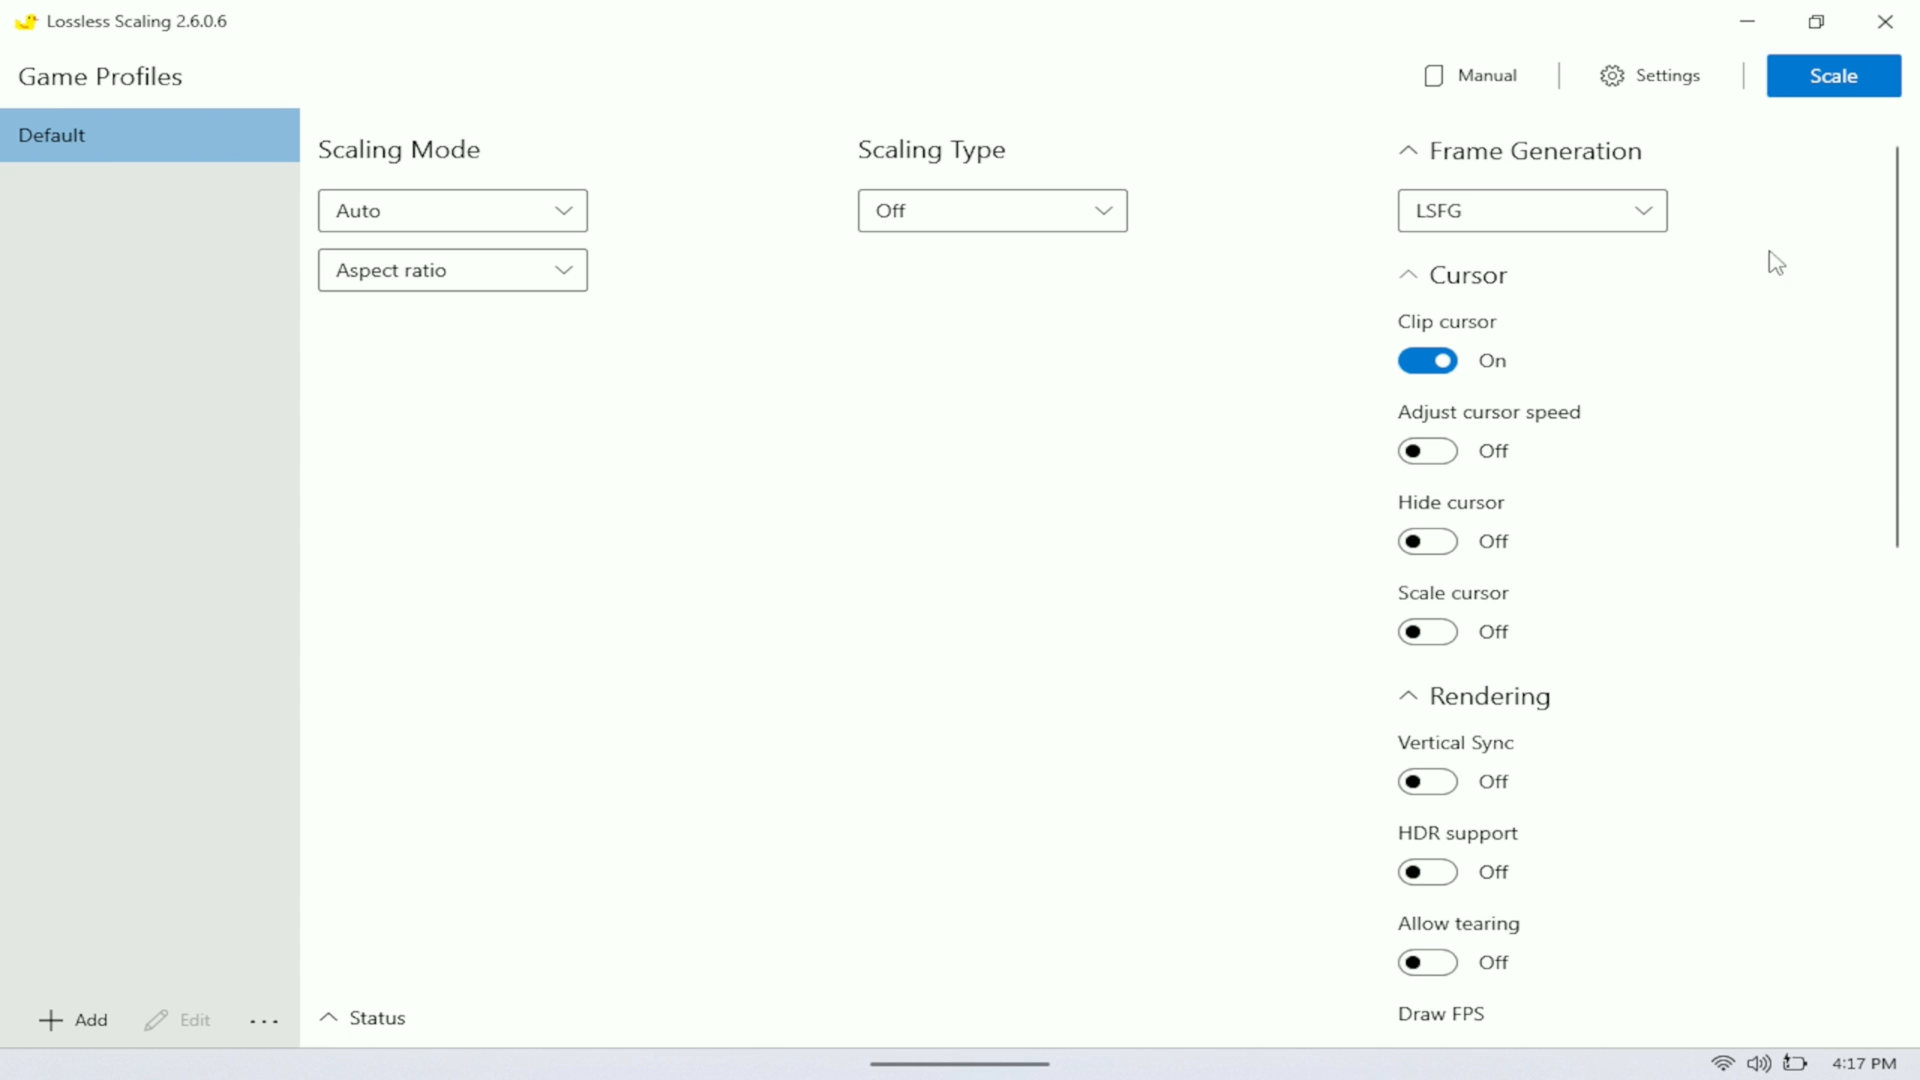 Lossless Scaling 2.6.0.6
Game Profiles
Manual
Settings
Scale
Default
Scaling Mode
Auto
Aspect ratio
Scaling Type
Off
Frame Generation
LSFG
Cursor
Clip cursor
On
Adjust cursor speed
Off
Hide cursor
Off
Scale cursor
Off
Rendering
Vertical Sync
Off
HDR support
Off
Allow tearing
Off
Draw FPS
Add
Edit
...
Status
4:17 PM